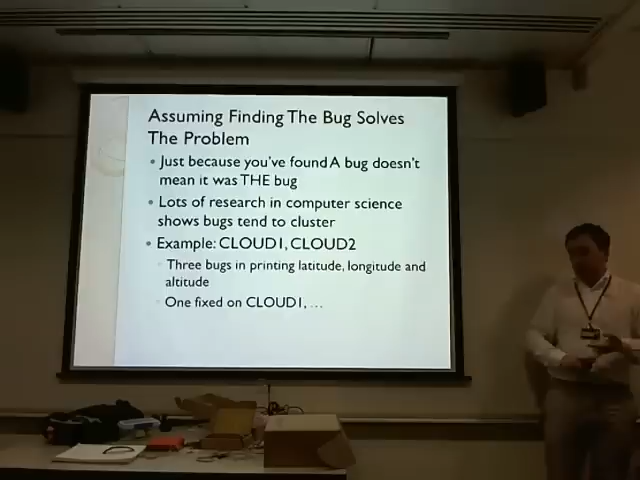 Assuming Finding The Bug Solves
The Problem
Just because you've found A bug doesn't
mean it was THE bug
Lots of research in computer science
shows bugs tend to cluster
Example: CLOUD1, CLOUD2
Three bugs in printing latitude, longitude and
altitude
One fixed on CLOUD1, …